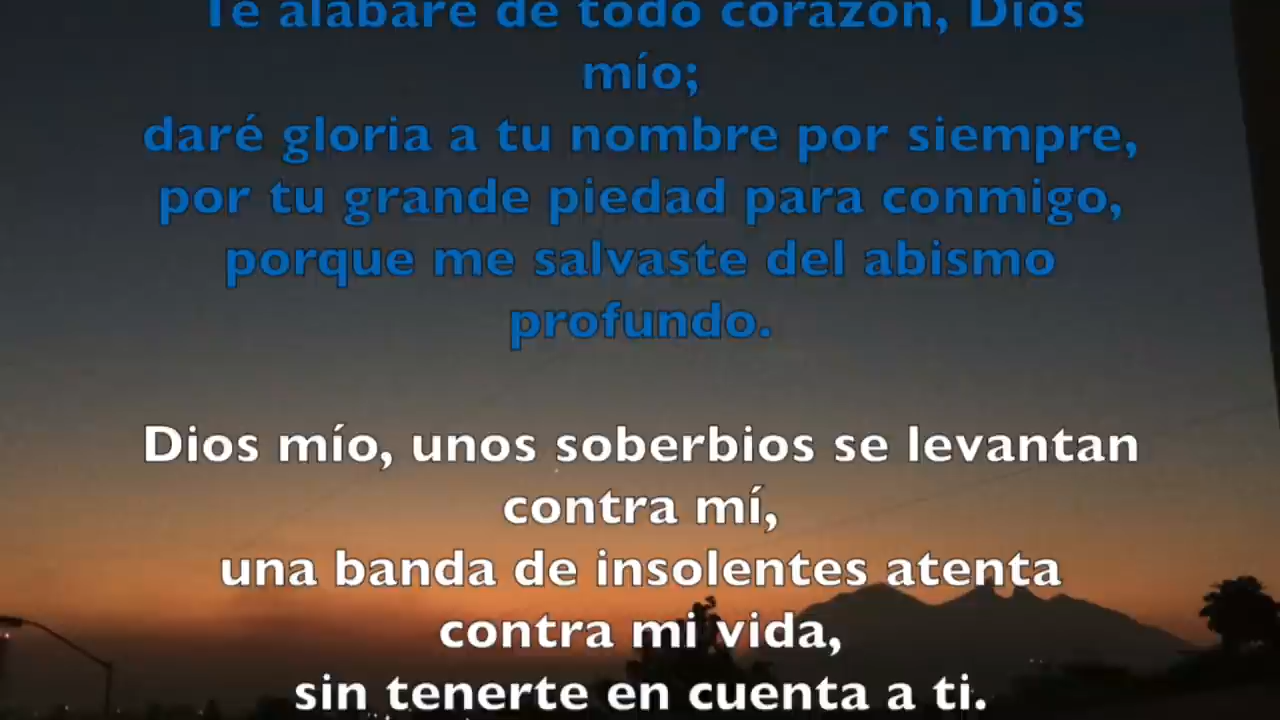 Te alabaré de todo corazón, Dios
mío;
daré gloria a tu nombre por siempre,
por tu grande piedad para conmigo,
porque me salvaste del abismo
profundo.
Dios mío, unos soberbios se levantan
contra mí,
una banda de insolentes atenta
contra mi vida,
sin tenerte en cuenta a ti.